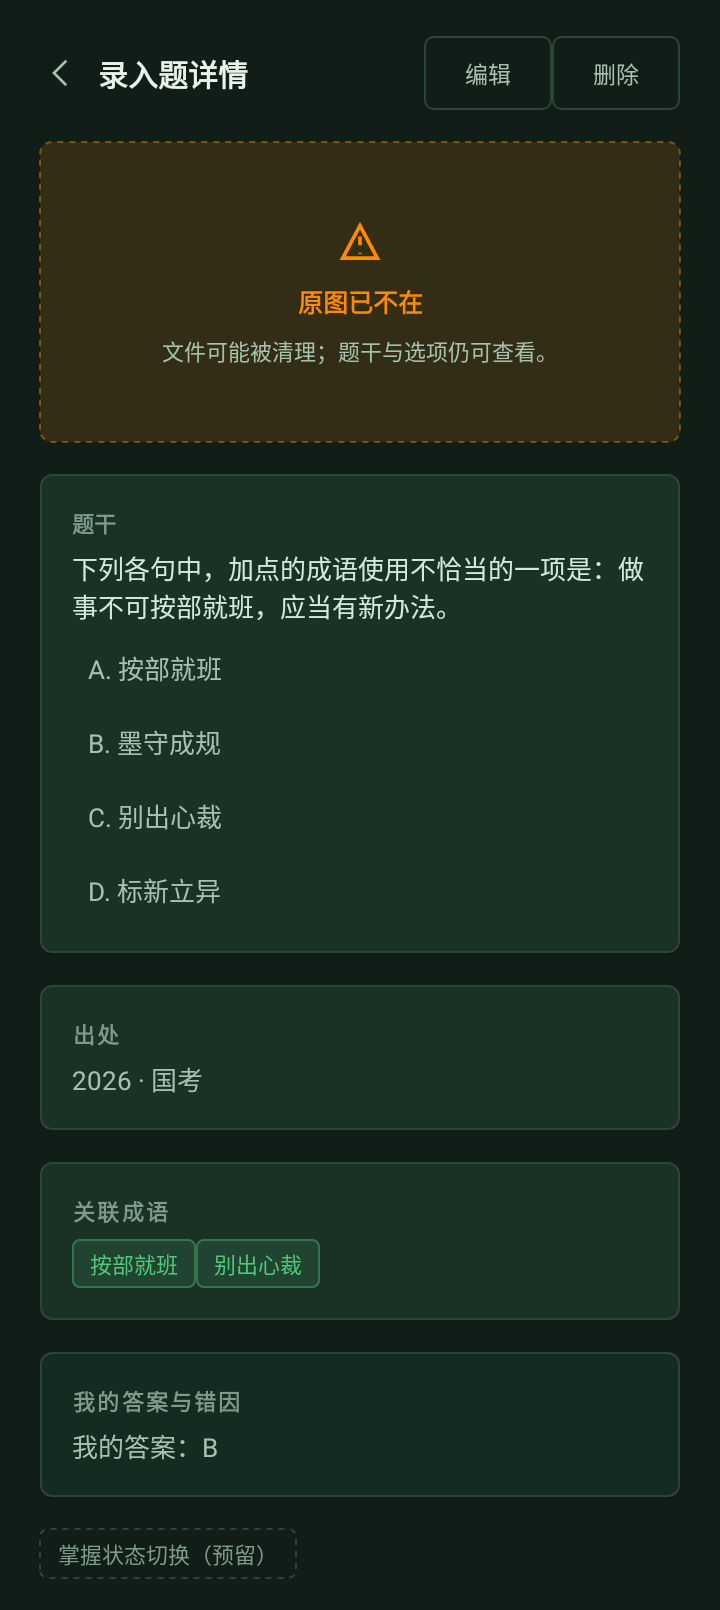 录入题详情
编辑
删除
原图已不在
文件可能被清理；题干与选项仍可查看。
题干
下列各句中，加点的成语使用不恰当的一项是：做
事不可按部就班，应当有新办法。
A. 按部就班
B. 墨守成规
C. 别出心裁
D. 标新立异
出处
2026 · 国考
关联成语
按部就班
别出心裁
我的答案与错因
我的答案：B
掌握状态切换（预留）